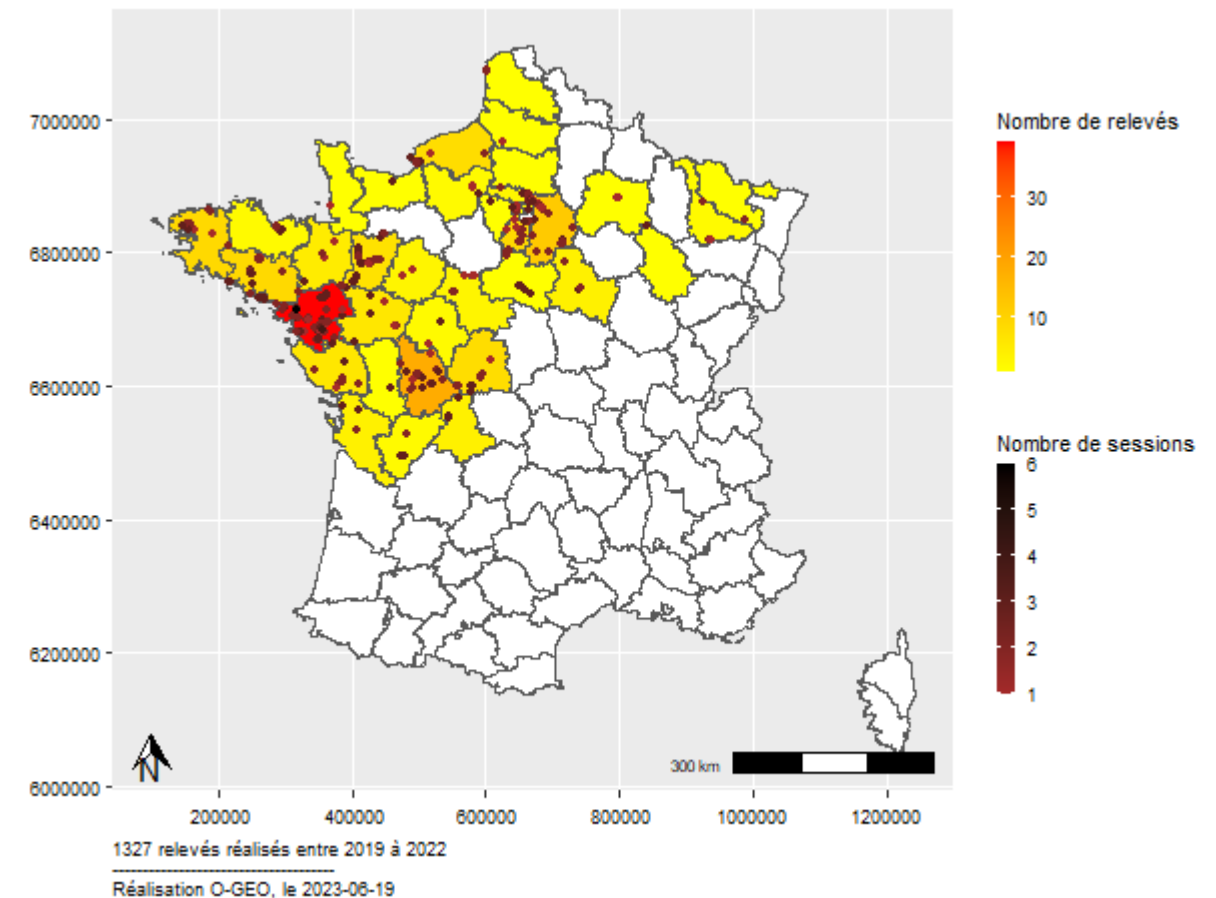 7000000
6800000
6600000
6400000
6200000
6000000
200000 400000 600000 800000 1000000 1200000
N
300 km
Nombre de relevés
30
20
10
Nombre de sessions
6
5
4
3
2
1
1327 relevés réalisés entre 2019 à 2022
------------------------------------
Réalisation O-GEO, le 2023-06-19